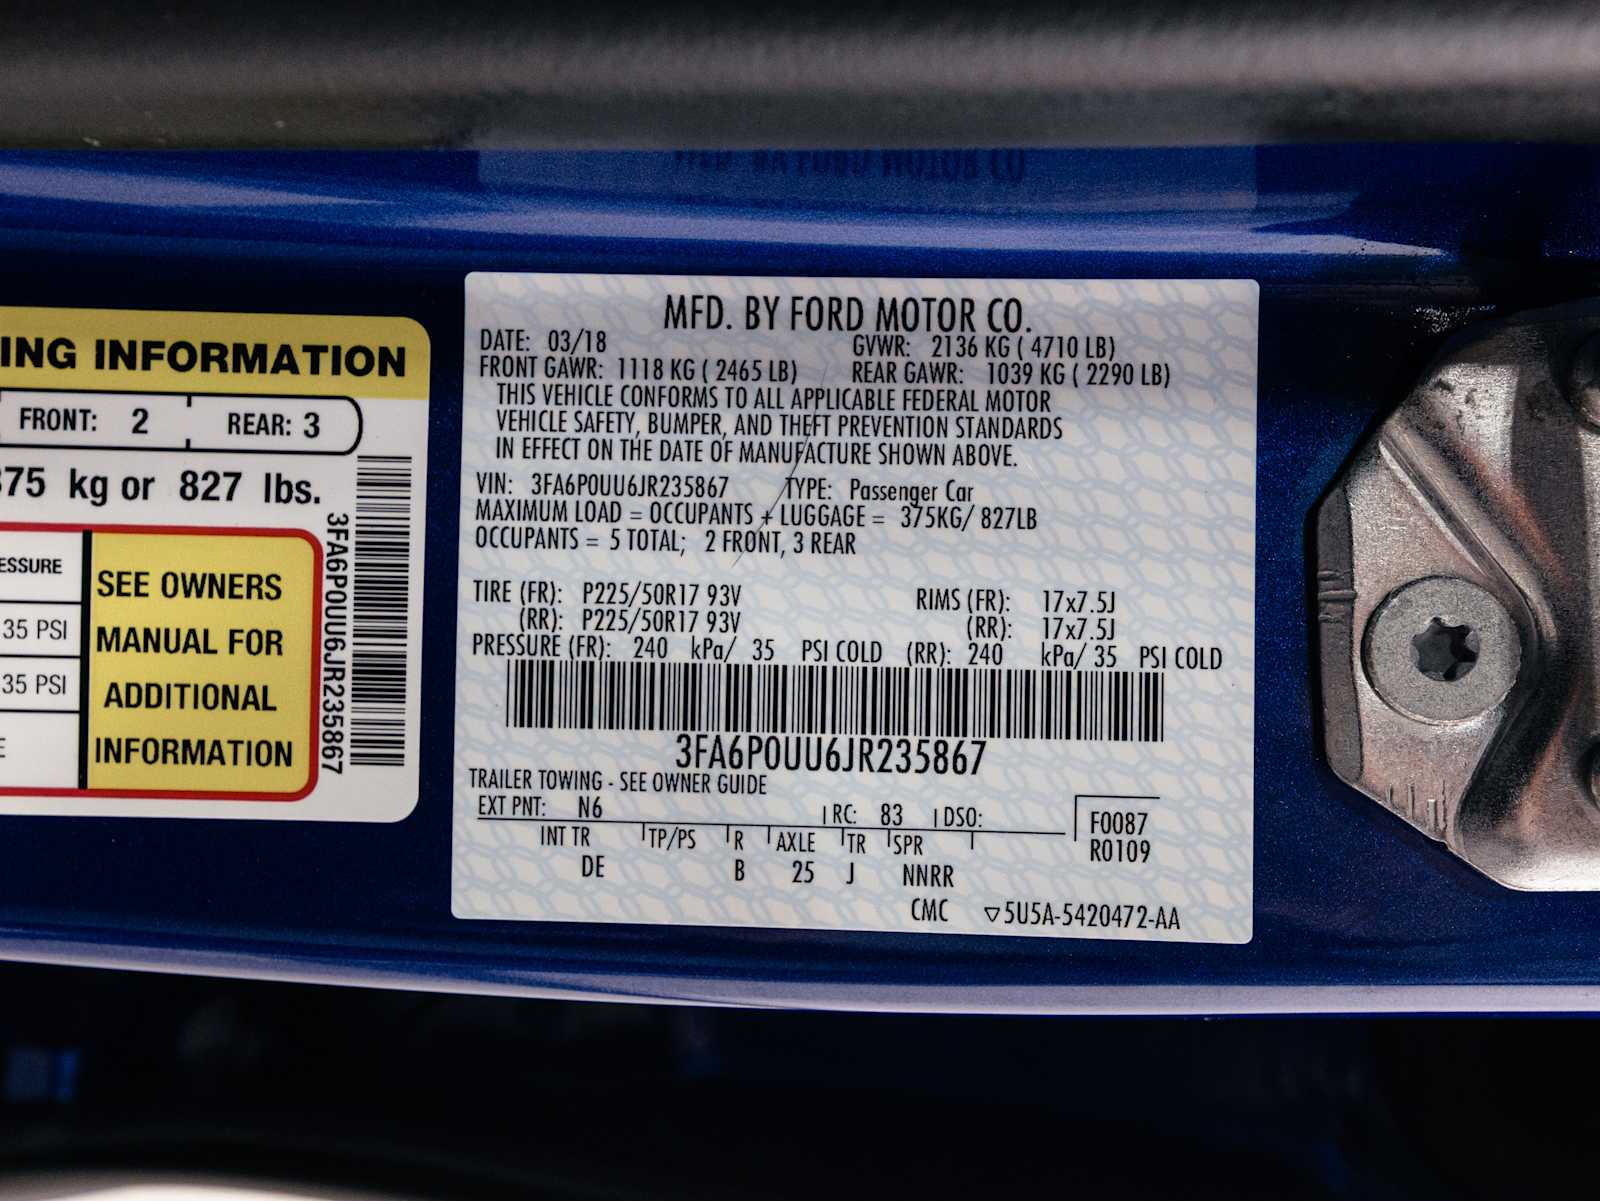 ING INFORMATION
FRONT: 2 REAR: 3
375 kg or 827 lbs.
ESSURE
35 PSI
35 PSI
SEE OWNERS
MANUAL FOR
ADDITIONAL
INFORMATION
3FA6P0UU6JR235867
MFD. BY FORD MOTOR CO
MFD. BY FORD MOTOR CO.
DATE: 03/18 GVWR: 2136 KG ( 4710 LB)
FRONT GAWR: 1118 KG ( 2465 LB) REAR GAWR: 1039 KG ( 2290 LB)
THIS VEHICLE CONFORMS TO ALL APPLICABLE FEDERAL MOTOR
VEHICLE SAFETY, BUMPER, AND THEFT PREVENTION STANDARDS
IN EFFECT ON THE DATE OF MANUFACTURE SHOWN ABOVE.
VIN: 3FA6P0UU6JR235867 TYPE: Passenger Car
MAXIMUM LOAD = OCCUPANTS + LUGGAGE = 375KG/ 827LB
OCCUPANTS = 5 TOTAL; 2 FRONT, 3 REAR
TIRE (FR): P225/50R17 93V RIMS (FR): 17x7.5J
(RR): P225/50R17 93V (RR): 17x7.5J
PRESSURE (FR): 240 kPa/ 35 PSI COLD (RR): 240 kPa/ 35 PSI COLD
3FA6P0UU6JR235867
TRAILER TOWING - SEE OWNER GUIDE
EXT PNT: N6 RC: 83 DSO:
F0087
R0109
INT TR TP/PS R AXLE TR SPR
DE B 25 J NNRR
CMC ▽5U5A-5420472-AA